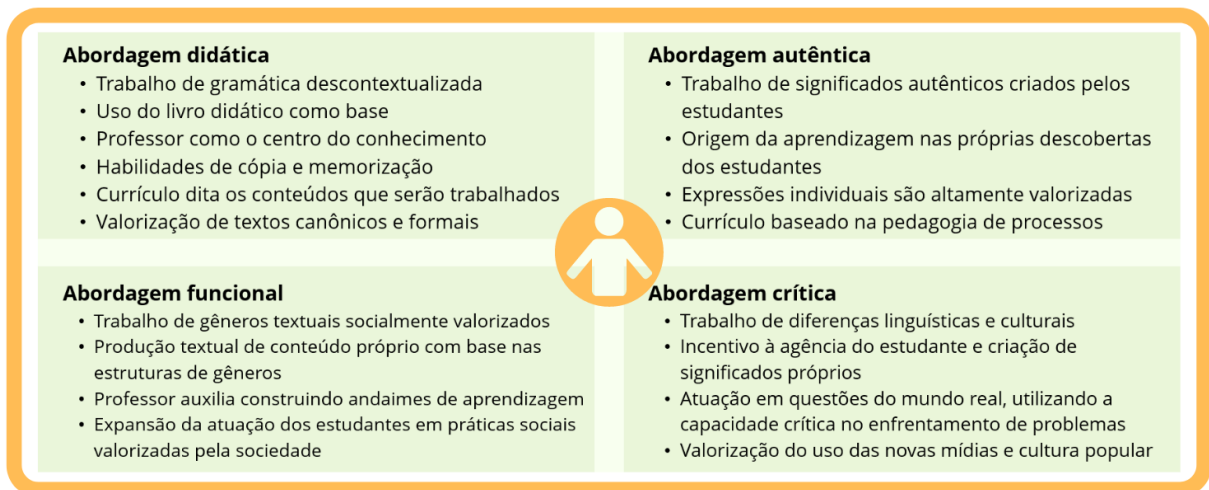 Abordagem didática
• Trabalho de gramática descontextualizada
• Uso do livro didático como base
• Professor como o centro do conhecimento
• Habilidades de cópia e memorização
• Currículo dita os conteúdos que serão trabalhados
• Valorização de textos canônicos e formais
Abordagem autêntica
• Trabalho de significados autênticos criados pelos
estudantes
• Origem da aprendizagem nas próprias descobertas
dos estudantes
• Expressões individuais são altamente valorizadas
• Currículo baseado na pedagogia de processos
Abordagem funcional
• Trabalho de gêneros textuais socialmente valorizados
• Produção textual de conteúdo próprio com base nas
estruturas de gêneros
• Professor auxilia construindo andaimes de aprendizagem
• Expansão da atuação dos estudantes em práticas sociais
valorizadas pela sociedade
Abordagem crítica
• Trabalho de diferenças linguísticas e culturais
• Incentivo à agência do estudante e criação de
significados próprios
• Atuação em questões do mundo real, utilizando a
capacidade crítica no enfrentamento de problemas
• Valorização do uso das novas mídias e cultura popular